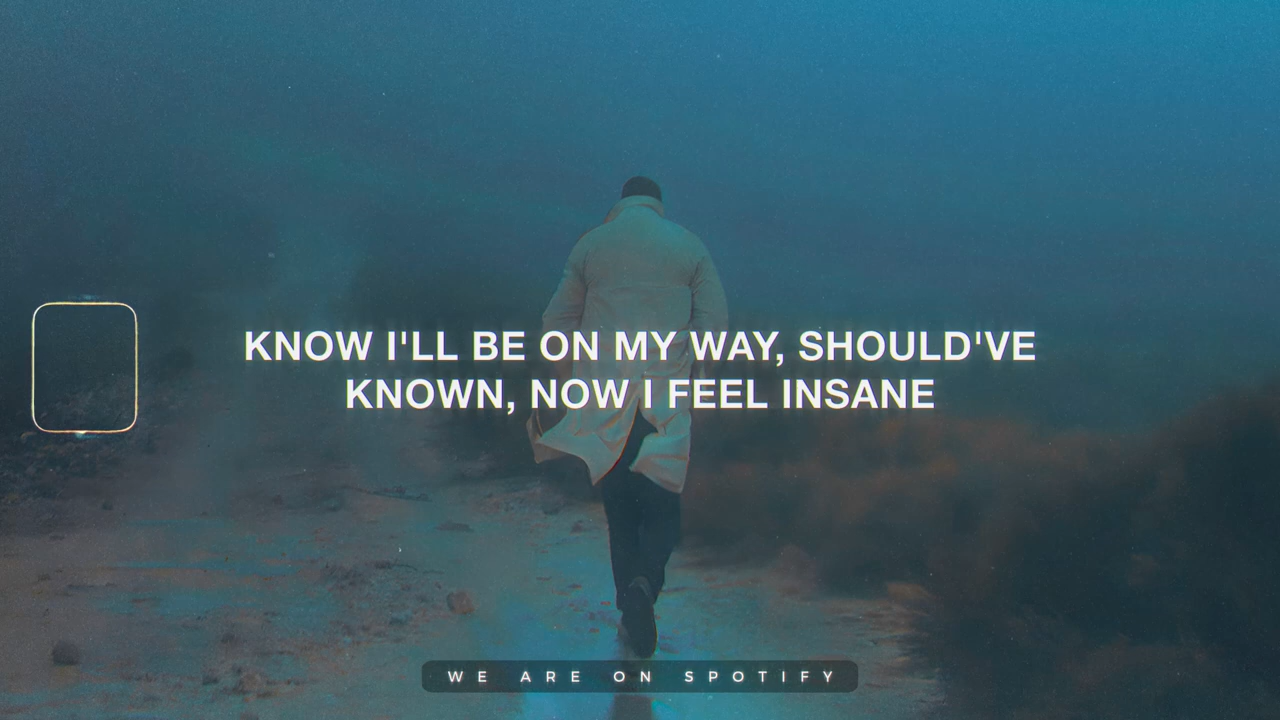 KNOW I'LL BE ON MY WAY, SHOULD'VE
KNOWN, NOW I FEEL INSANE
WE ARE ON SPOTIFY